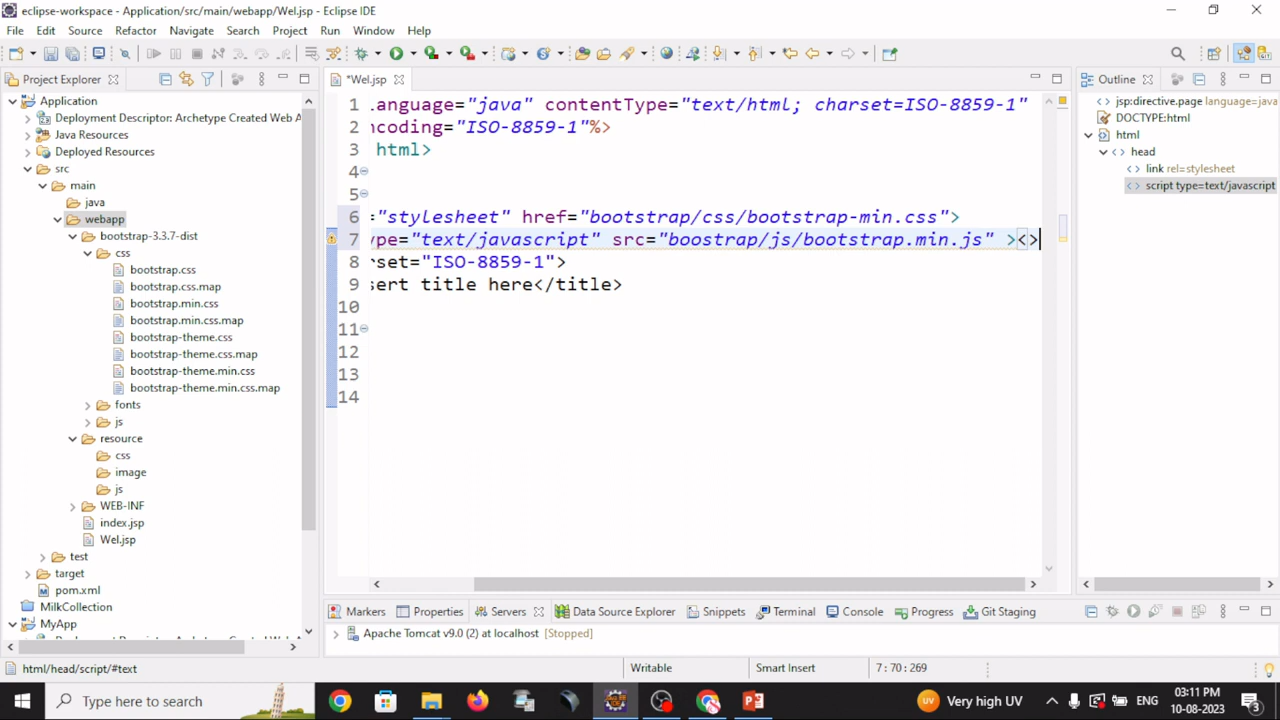 eclipse-workspace - Application/src/main/webapp/Wel.jsp - Eclipse IDE
File Edit Source Refactor Navigate Search Project Run Window Help
Project Explorer
*Wel.jsp
Outline
Application
Deployment Descriptor: Archetype Created Web A
Java Resources
Deployed Resources
src
main
java
webapp
bootstrap-3.3.7-dist
css
bootstrap.css
bootstrap.css.map
bootstrap.min.css
bootstrap.min.css.map
bootstrap-theme.css
bootstrap-theme.css.map
bootstrap-theme.min.css
bootstrap-theme.min.css.map
fonts
js
resource
css
image
js
WEB-INF
index.jsp
Wel.jsp
test
target
pom.xml
MilkCollection
MyApp
1 language="java" contentType="text/html; charset=ISO-8859-1"
2 ncoding="ISO-8859-1"%>
3 html>
4
5
6 ="stylesheet" href="bootstrap/css/bootstrap-min.css">
7 ype="text/javascript" src="boostrap/js/bootstrap.min.js" ><>
8 rset="ISO-8859-1">
9 sert title here</title>
10
11
12
13
14
jsp:directive.page language=java
DOCTYPE:html
html
head
link rel=stylesheet
script type=text/javascript
Markers Properties Servers Data Source Explorer Snippets Terminal Console Progress Git Staging
Apache Tomcat v9.0 (2) at localhost [Stopped]
html/head/script/#text Writable Smart Insert 7 : 70 : 269
Type here to search Very high UV ENG 03:11 PM
10-08-2023 3